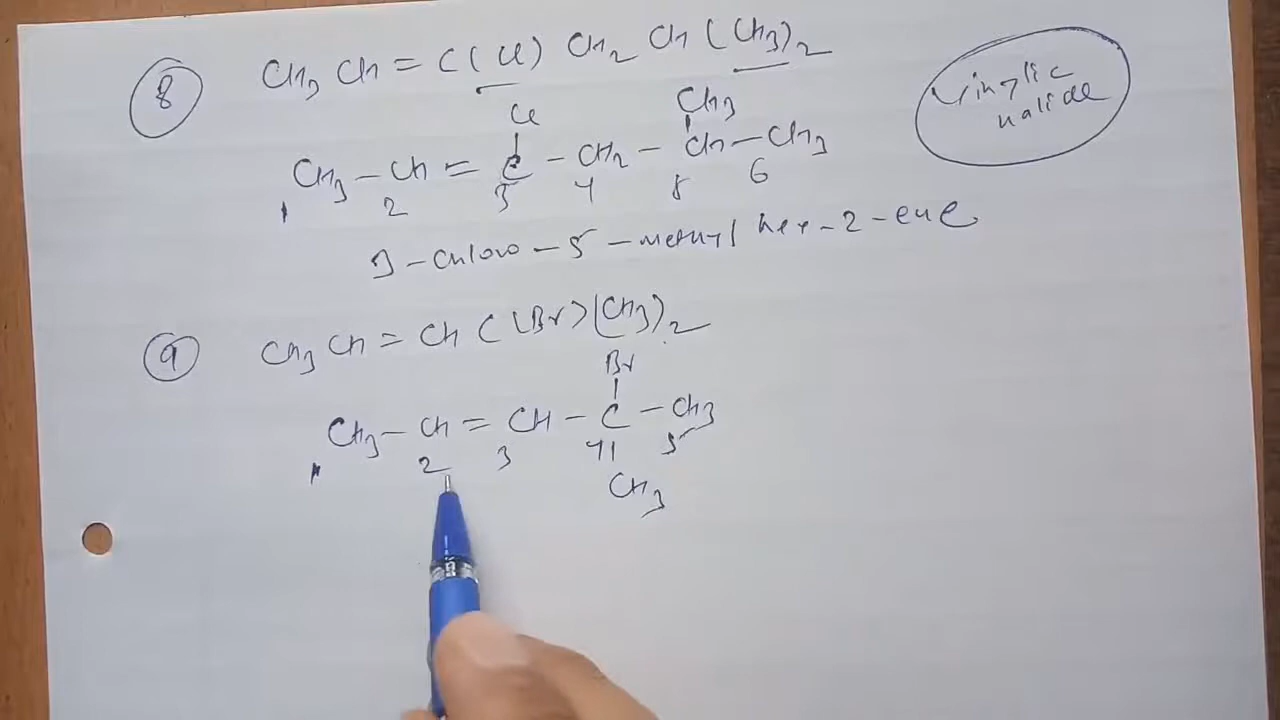 8 CH3 CH = C(Cl) CH2 CH (CH3)2
Vinylic
halide
Cl CH3
CH3 - CH = C - CH2 - CH - CH3
1 2 3 4 5 6
3-chloro-5-methyl hex-2-ene
9 CH3 CH = CH C(Br)(CH3)2
Br
CH3 - CH = CH - C - CH3
1 2 3 4 5
CH3